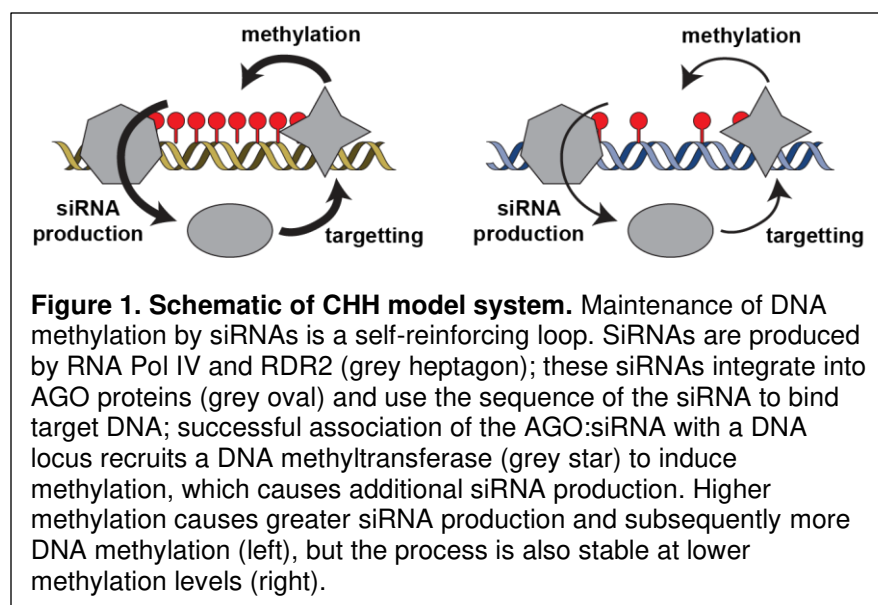 methylation
siRNA
production
targetting
methylation
siRNA
production
targetting
Figure 1. Schematic of CHH model system. Maintenance of DNA
methylation by siRNAs is a self-reinforcing loop. SiRNAs are produced
by RNA Pol IV and RDR2 (grey heptagon); these siRNAs integrate into
AGO proteins (grey oval) and use the sequence of the siRNA to bind
target DNA; successful association of the AGO:siRNA with a DNA
locus recruits a DNA methyltransferase (grey star) to induce
methylation, which causes additional siRNA production. Higher
methylation causes greater siRNA production and subsequently more
DNA methylation (left), but the process is also stable at lower
methylation levels (right).